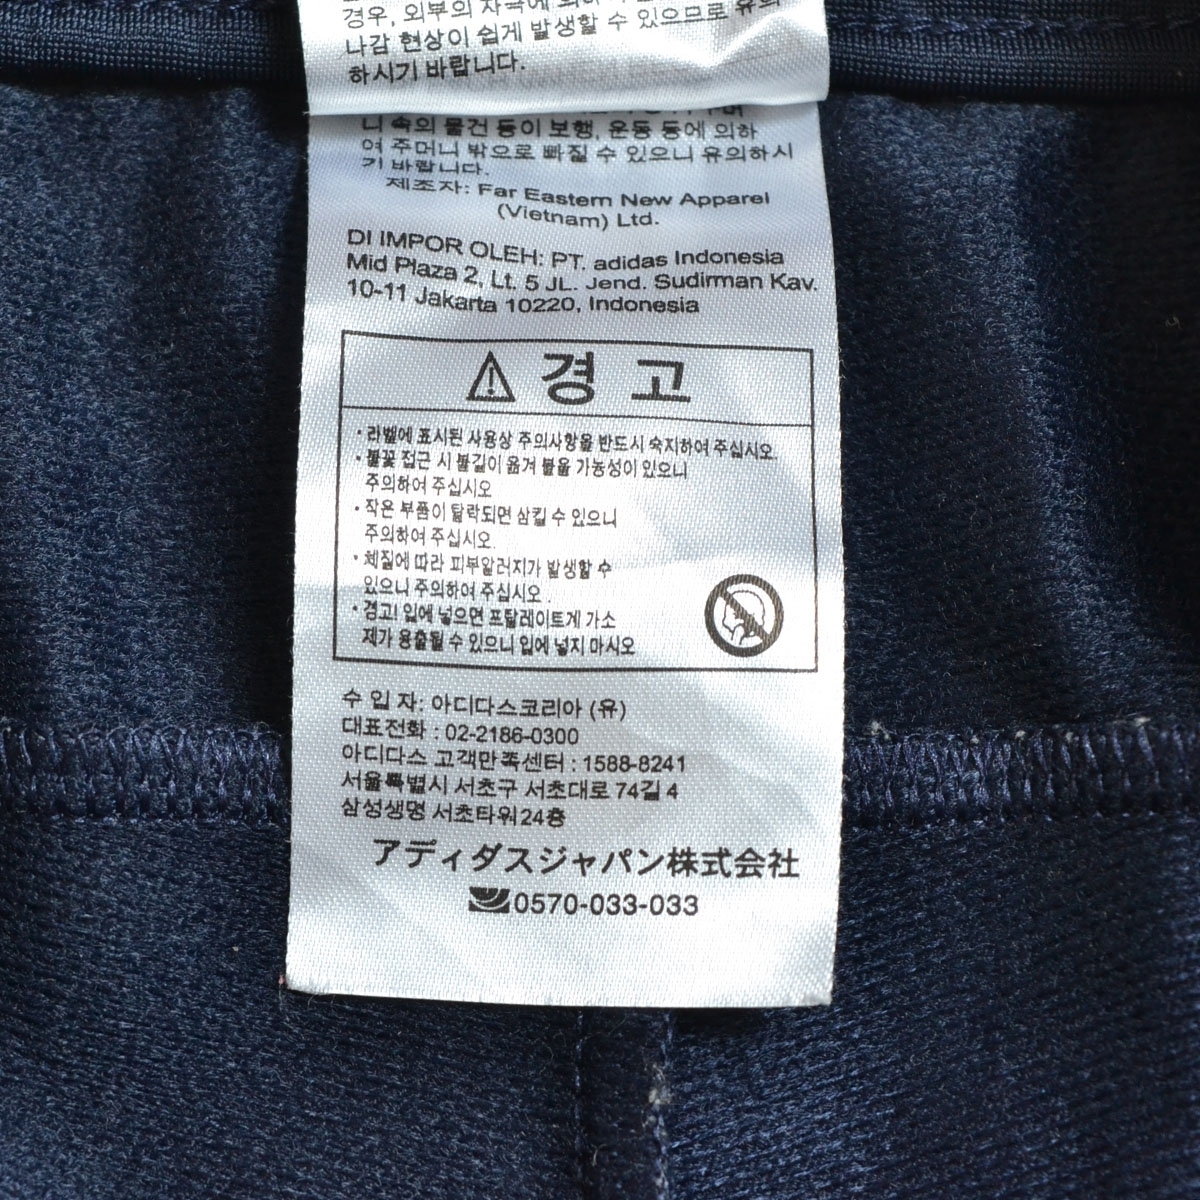 경우, 외부의 자극에 의하
나감 현상이 쉽게 발생할 수 있으므로 유의
하시기 바랍니다.
니 속의 물건 등이 보행, 운동 등에 의하
여 주머니 밖으로 빠질 수 있으니 유의하시
기 바랍니다.
제조자: Far Eastern New Apparel
(Vietnam) Ltd.
DI IMPOR OLEH: PT. adidas Indonesia
Mid Plaza 2, Lt. 5 JL. Jend. Sudirman Kav.
10-11 Jakarta 10220, Indonesia
⚠ 경 고
· 라벨에 표시된 사용상 주의사항을 반드시 숙지하여 주십시오.
· 불꽃 접근 시 불길이 옮겨 붙을 가능성이 있으니
주의하여 주십시오
· 작은 부품이 탈락되면 삼킬 수 있으니
주의하여 주십시오.
· 체질에 따라 피부알러지가 발생할 수
있으니 주의하여 주십시오 .
· 경고! 입에 넣으면 프탈레이트계 가소
제가 용출될 수 있으니 입에 넣지 마시오
수 입 자: 아디다스코리아 (유)
대표전화 : 02-2186-0300
아디다스 고객만족센터 : 1588-8241
서울특별시 서초구 서초대로 74길 4
삼성생명 서초타워 24층
アディダスジャパン株式会社
0570-033-033